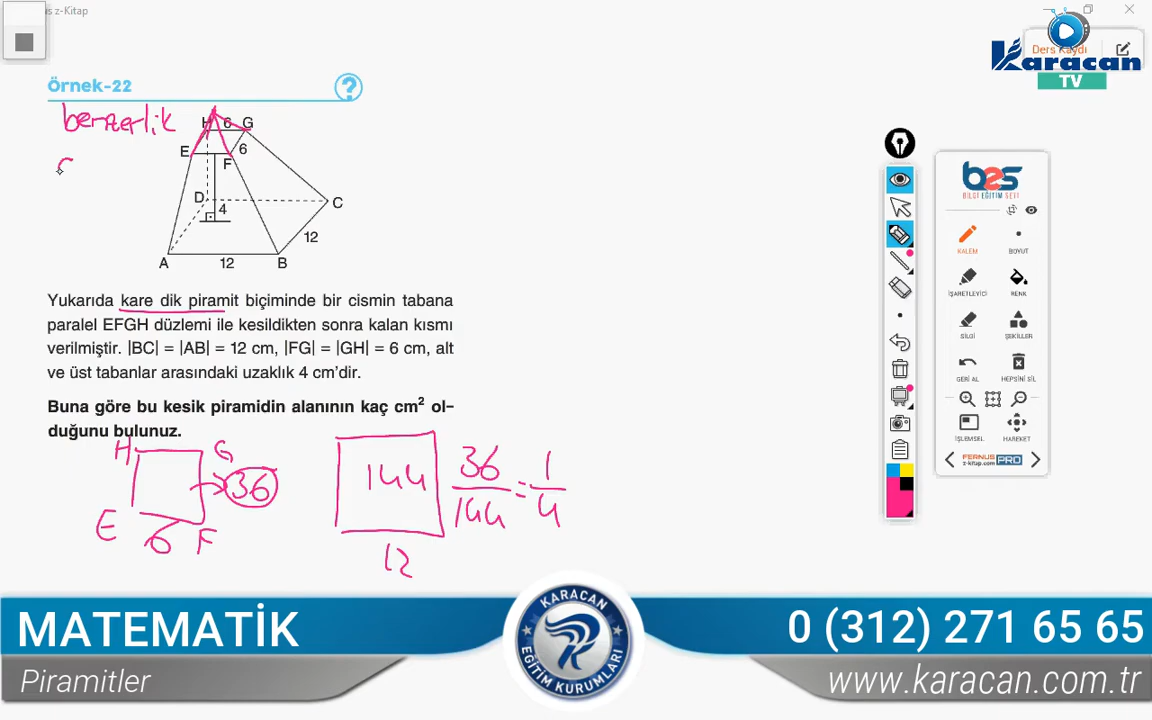 us z-Kitap
Ders Kaydı
Karacan
TV
Örnek-22
?
benzerlik
H 6 G
E 6
F
D 4 C
12
A 12 B
Yukarıda kare dik piramit biçiminde bir cismin tabana
paralel EFGH düzlemi ile kesildikten sonra kalan kısmı
verilmiştir. |BC| = |AB| = 12 cm, |FG| = |GH| = 6 cm, alt
ve üst tabanlar arasındaki uzaklık 4 cm'dir.
Buna göre bu kesik piramidin alanının kaç cm² ol-
duğunu bulunuz.
H G
36
E 6 F
144
12
36/144 = 1/4
b2s
BİLGİ EĞİTİM SETİ
KALEM BOYUT
İŞARETLEYİCİ RENK
SİLGİ ŞEKİLLER
GERİ AL HEPSİNİ SİL
İŞLEMSEL HAREKET
FERNUS PRO
z-kitap.com
MATEMATİK
Piramitler
KARACAN
EĞİTİM KURUMLARI
0 (312) 271 65 65
www.karacan.com.tr